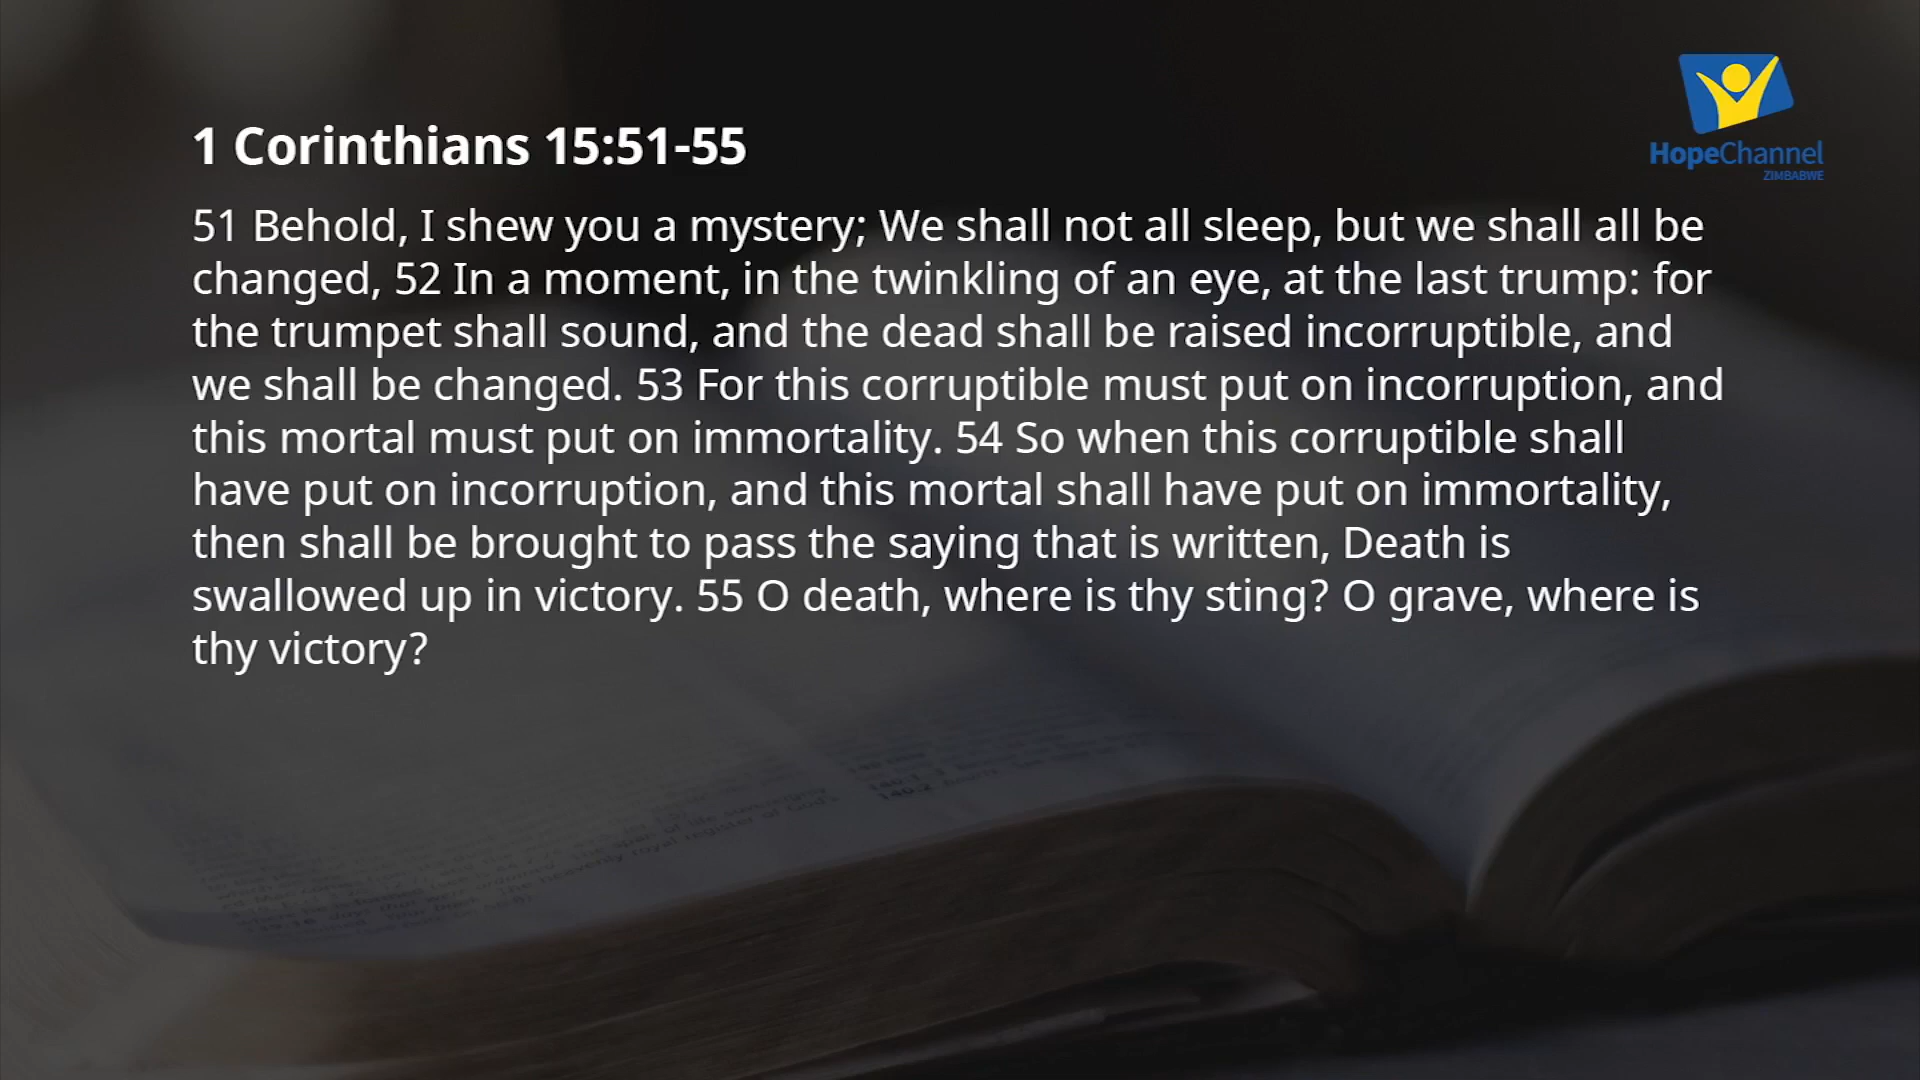 HopeChannel
ZIMBABWE
1 Corinthians 15:51-55
51 Behold, I shew you a mystery; We shall not all sleep, but we shall all be
changed, 52 In a moment, in the twinkling of an eye, at the last trump: for
the trumpet shall sound, and the dead shall be raised incorruptible, and
we shall be changed. 53 For this corruptible must put on incorruption, and
this mortal must put on immortality. 54 So when this corruptible shall
have put on incorruption, and this mortal shall have put on immortality,
then shall be brought to pass the saying that is written, Death is
swallowed up in victory. 55 O death, where is thy sting? O grave, where is
thy victory?